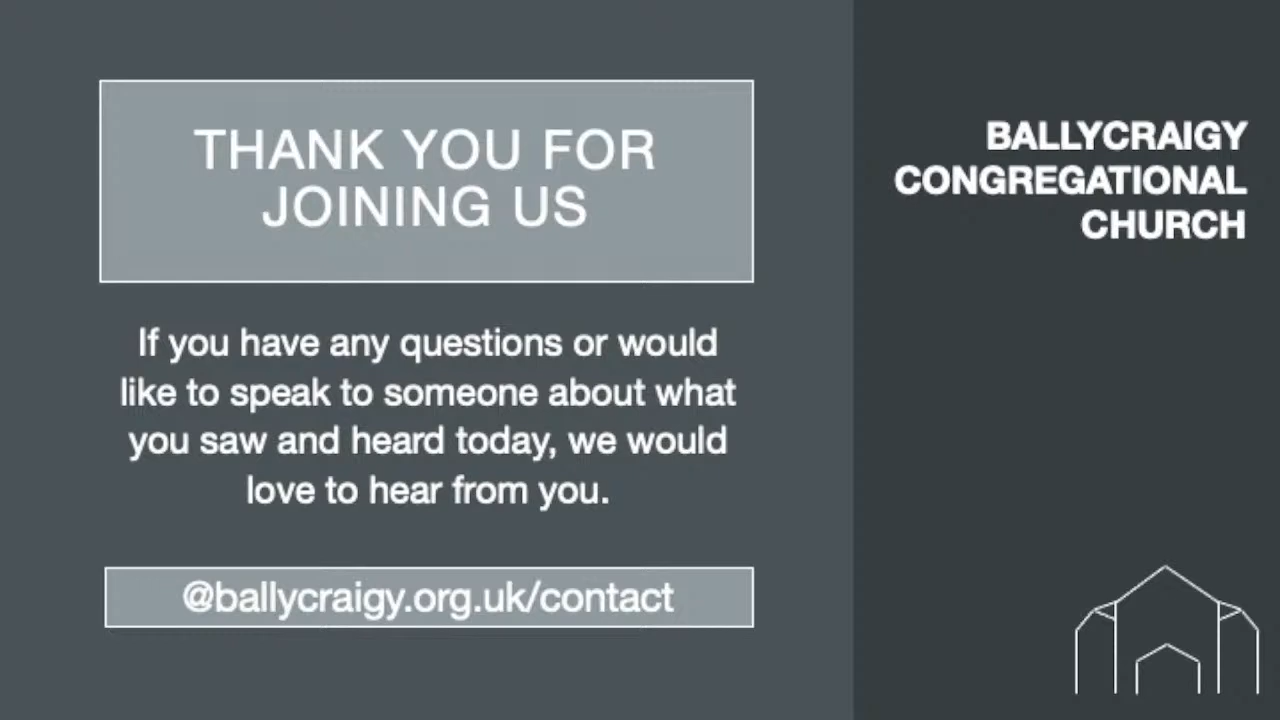 THANK YOU FOR
JOINING US
If you have any questions or would
like to speak to someone about what
you saw and heard today, we would
love to hear from you.
@ballycraigy.org.uk/contact
BALLYCRAIGY
CONGREGATIONAL
CHURCH